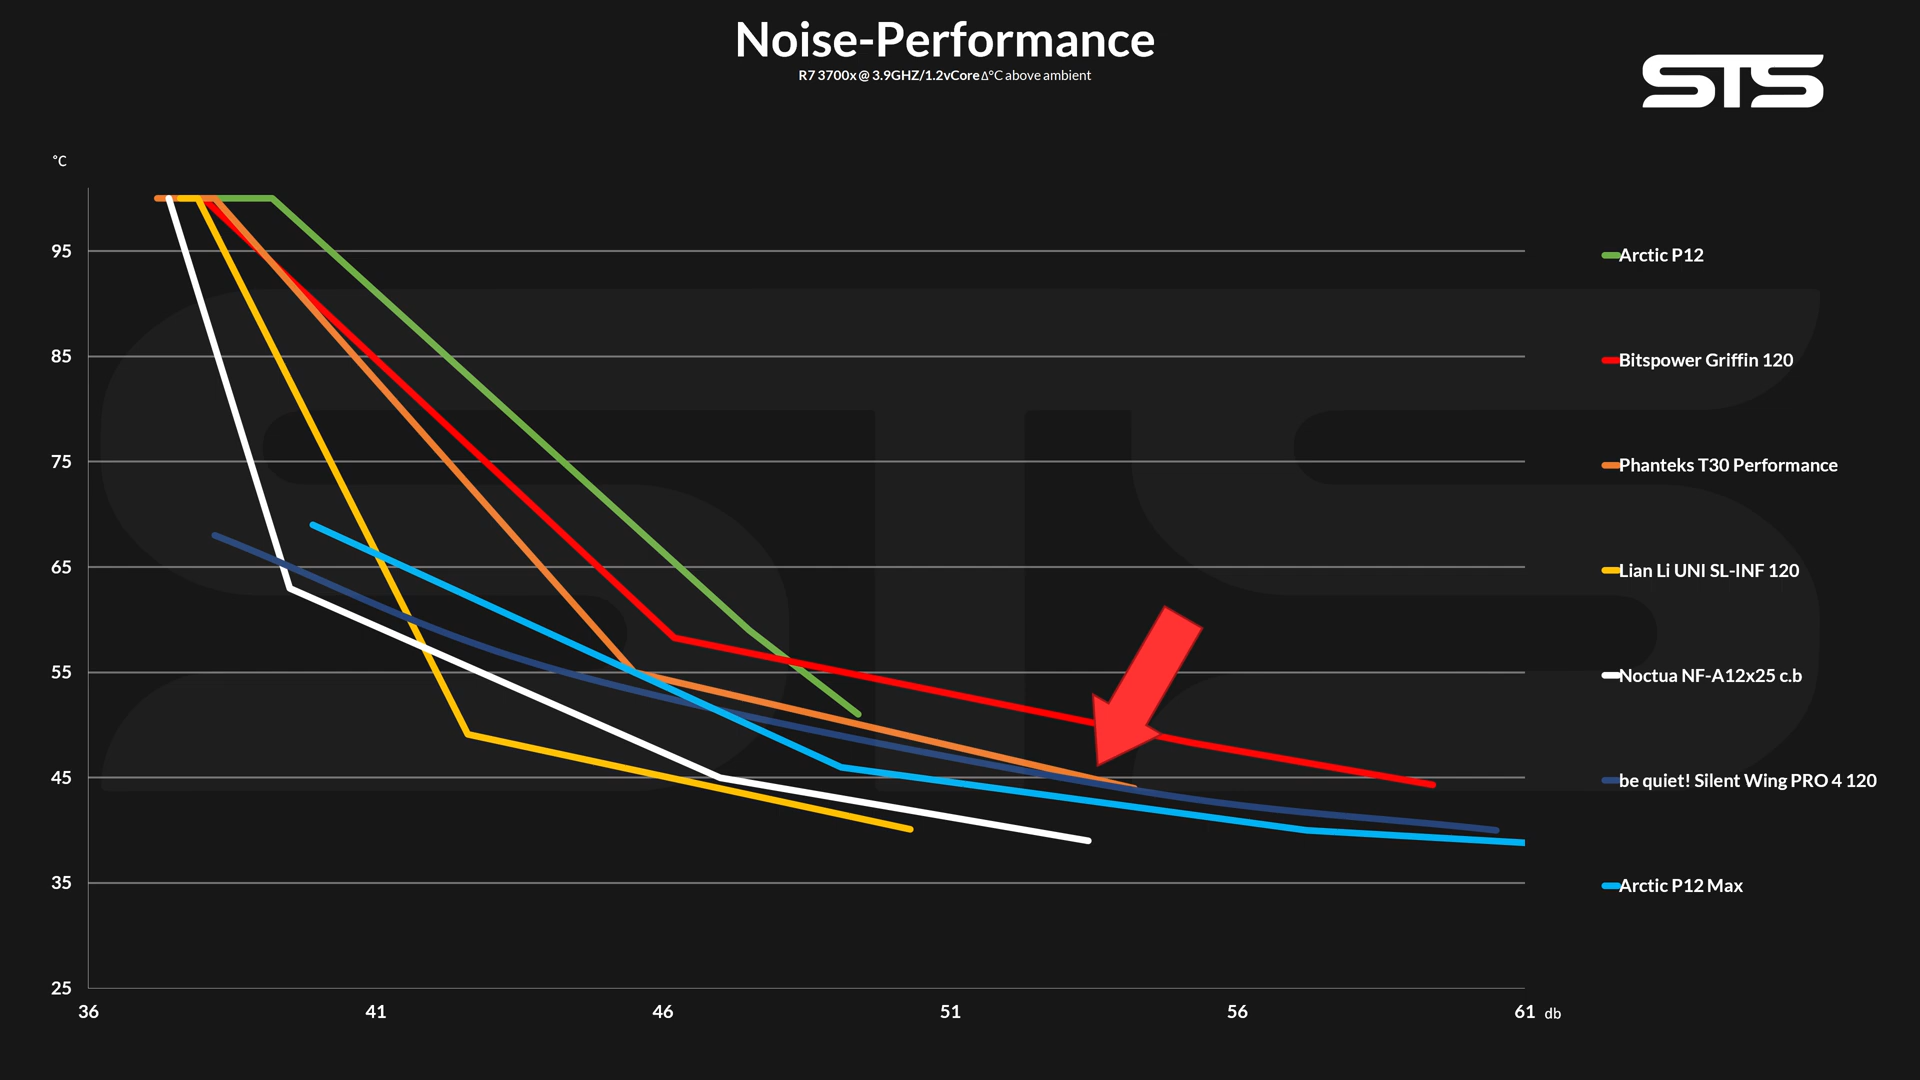 Noise-Performance
R7 3700x @ 3.9GHZ/1.2vCore Δ°C above ambient
STS
°C
95
85
75
65
55
45
35
25
36
41
46
51
56
61
db
Arctic P12
Bitspower Griffin 120
Phanteks T30 Performance
Lian Li UNI SL-INF 120
Noctua NF-A12x25 c.b
be quiet! Silent Wing PRO 4 120
Arctic P12 Max
STS